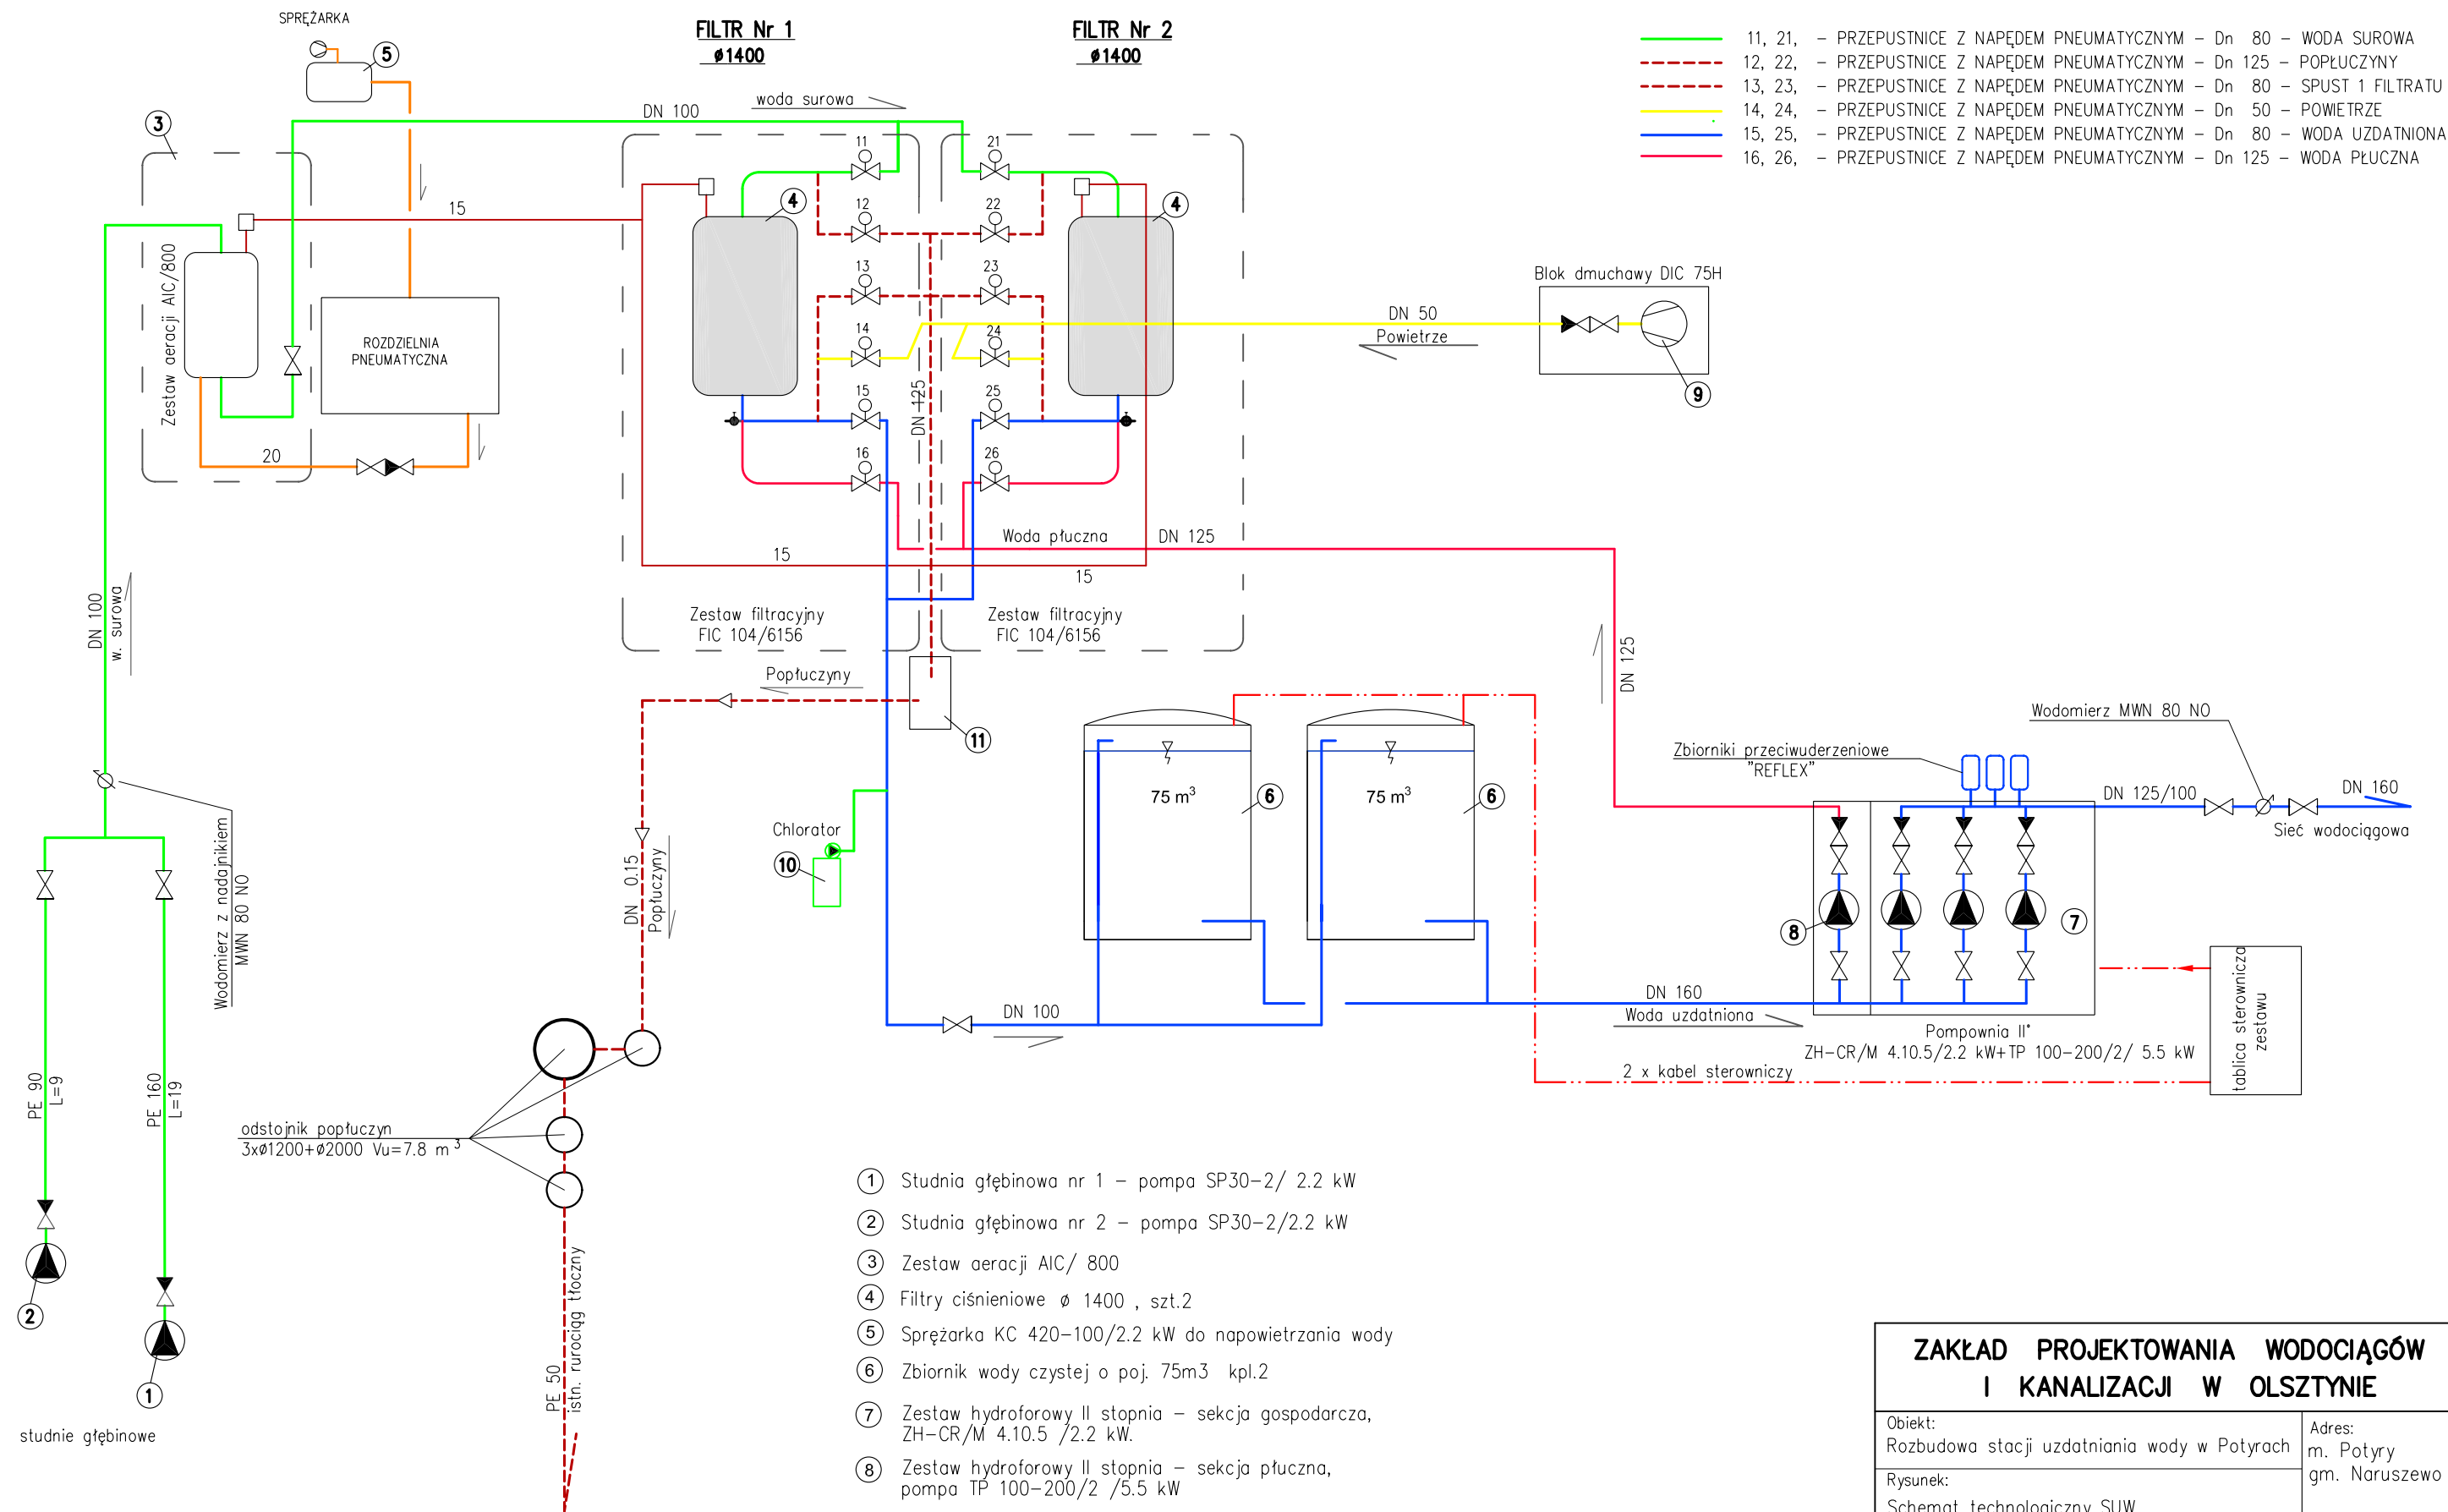 SPRĘŻARKA
5
3
Zestaw aeracji AIC/800
15
ROZDZIELNIA
PNEUMATYCZNA
20
DN 100
w. surowa
Wodomierz z nadajnikiem
MWN 80 NO
PE 90
L=9
PE 160
L=19
2
1
studnie głębinowe
FILTR Nr 1
ø1400
FILTR Nr 2
ø1400
DN 100
woda surowa
11
12
13
14
15
16
21
22
23
24
25
26
4
4
DN 125
Woda płuczna
DN 125
15
15
Zestaw filtracyjny
FIC 104/6156
Zestaw filtracyjny
FIC 104/6156
Popłuczyny
11
DN 0.15
Popłuczyny
Chlorator
10
odstojnik popłuczyn
3xø1200+ø2000 Vu=7.8 m3
PE 50
istn. rurociąg tłoczny
11, 21, – PRZEPUSTNICE Z NAPĘDEM PNEUMATYCZNYM – Dn 80 – WODA SUROWA
12, 22, – PRZEPUSTNICE Z NAPĘDEM PNEUMATYCZNYM – Dn 125 – POPŁUCZYNY
13, 23, – PRZEPUSTNICE Z NAPĘDEM PNEUMATYCZNYM – Dn 80 – SPUST 1 FILTRATU
14, 24, – PRZEPUSTNICE Z NAPĘDEM PNEUMATYCZNYM – Dn 50 – POWIETRZE
15, 25, – PRZEPUSTNICE Z NAPĘDEM PNEUMATYCZNYM – Dn 80 – WODA UZDATNIONA
16, 26, – PRZEPUSTNICE Z NAPĘDEM PNEUMATYCZNYM – Dn 125 – WODA PŁUCZNA
Blok dmuchawy DIC 75H
DN 50
Powietrze
9
DN 125
75 m3
6
75 m3
6
DN 100
DN 160
Woda uzdatniona
2 x kabel sterowniczy
Wodomierz MWN 80 NO
Zbiorniki przeciwuderzeniowe
"REFLEX"
DN 125/100
DN 160
Sieć wodociągowa
8
7
Pompownia II°
ZH–CR/M 4.10.5/2.2 kW+TP 100–200/2/ 5.5 kW
tablica sterownicza
zestawu
1 Studnia głębinowa nr 1 – pompa SP30–2/ 2.2 kW
2 Studnia głębinowa nr 2 – pompa SP30–2/2.2 kW
3 Zestaw aeracji AIC/ 800
4 Filtry ciśnieniowe ø 1400 , szt.2
5 Sprężarka KC 420–100/2.2 kW do napowietrzania wody
6 Zbiornik wody czystej o poj. 75m3 kpl.2
7 Zestaw hydroforowy II stopnia – sekcja gospodarcza,
ZH–CR/M 4.10.5 /2.2 kW.
8 Zestaw hydroforowy II stopnia – sekcja płuczna,
pompa TP 100–200/2 /5.5 kW
ZAKŁAD PROJEKTOWANIA WODOCIĄGÓW
I KANALIZACJI W OLSZTYNIE
Obiekt:
Rozbudowa stacji uzdatniania wody w Potyrach
Adres:
m. Potyry
gm. Naruszewo
Rysunek:
Schemat technologiczny SUW